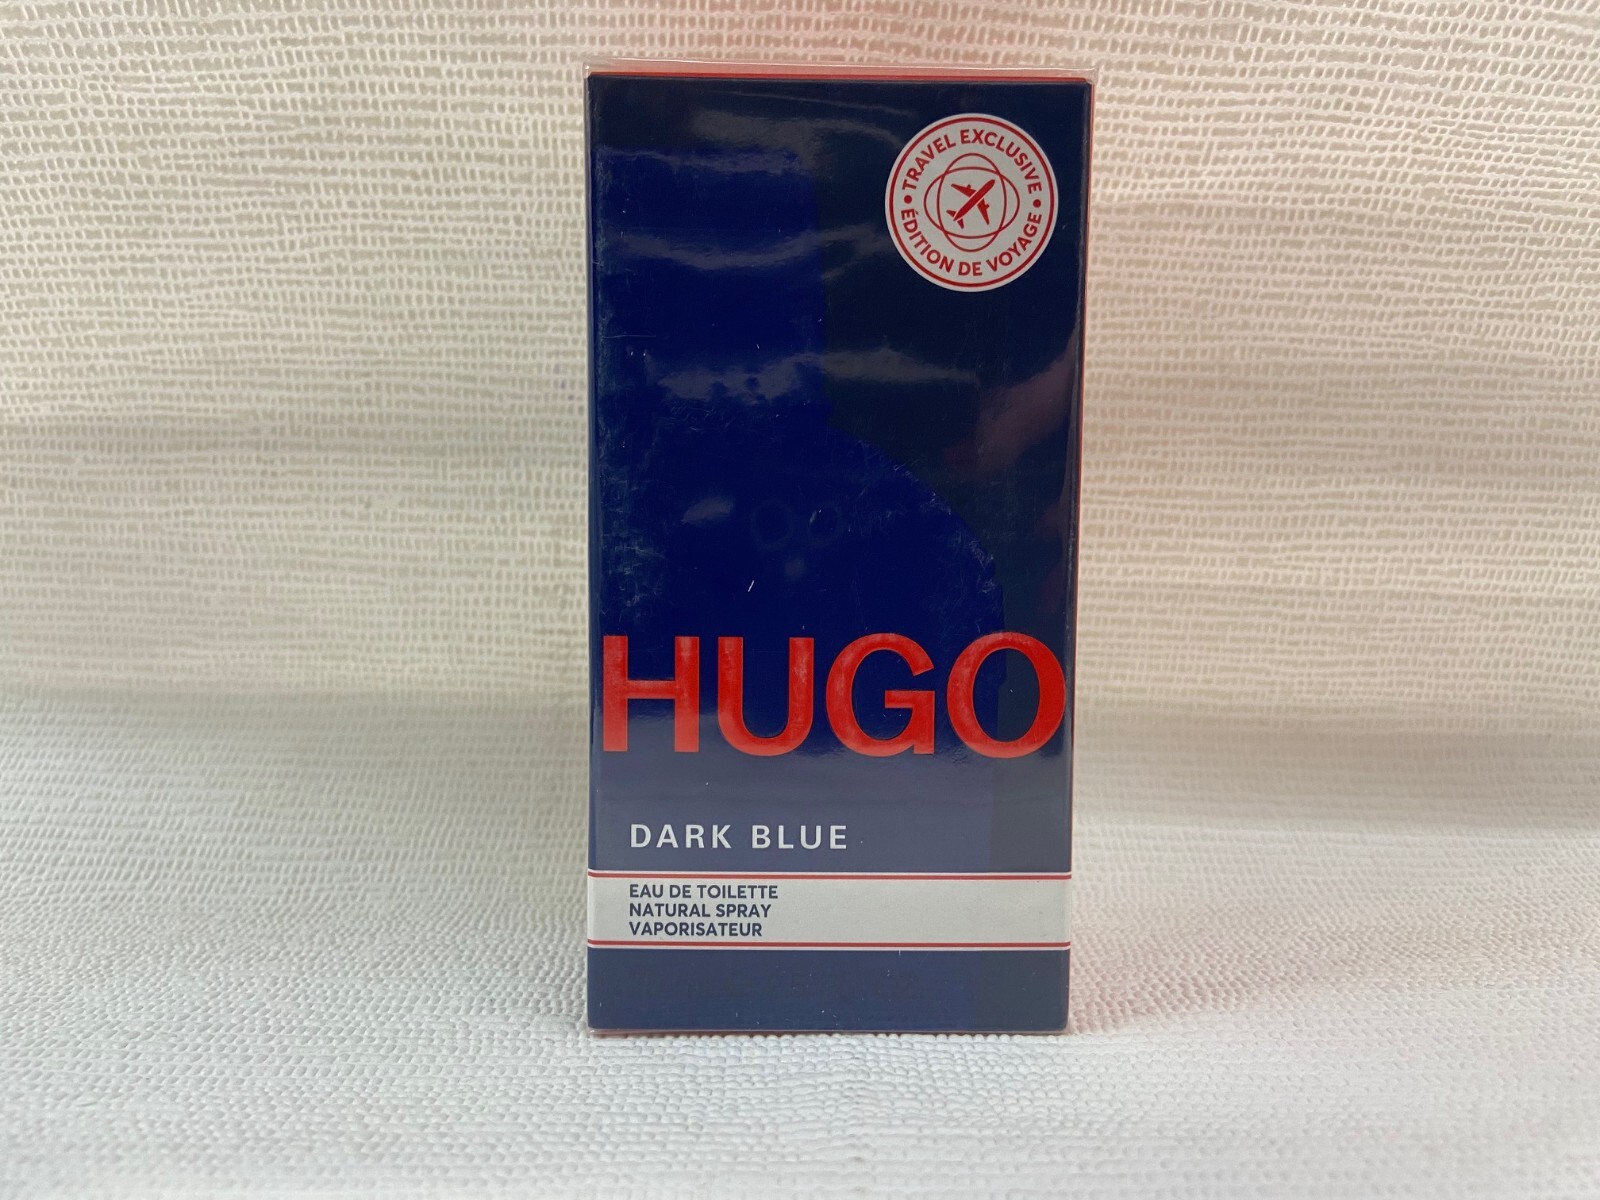 TRAVEL EXCLUSIVE
ÉDITION DE VOYAGE
HUGO
DARK BLUE
EAU DE TOILETTE
NATURAL SPRAY
VAPORISATEUR